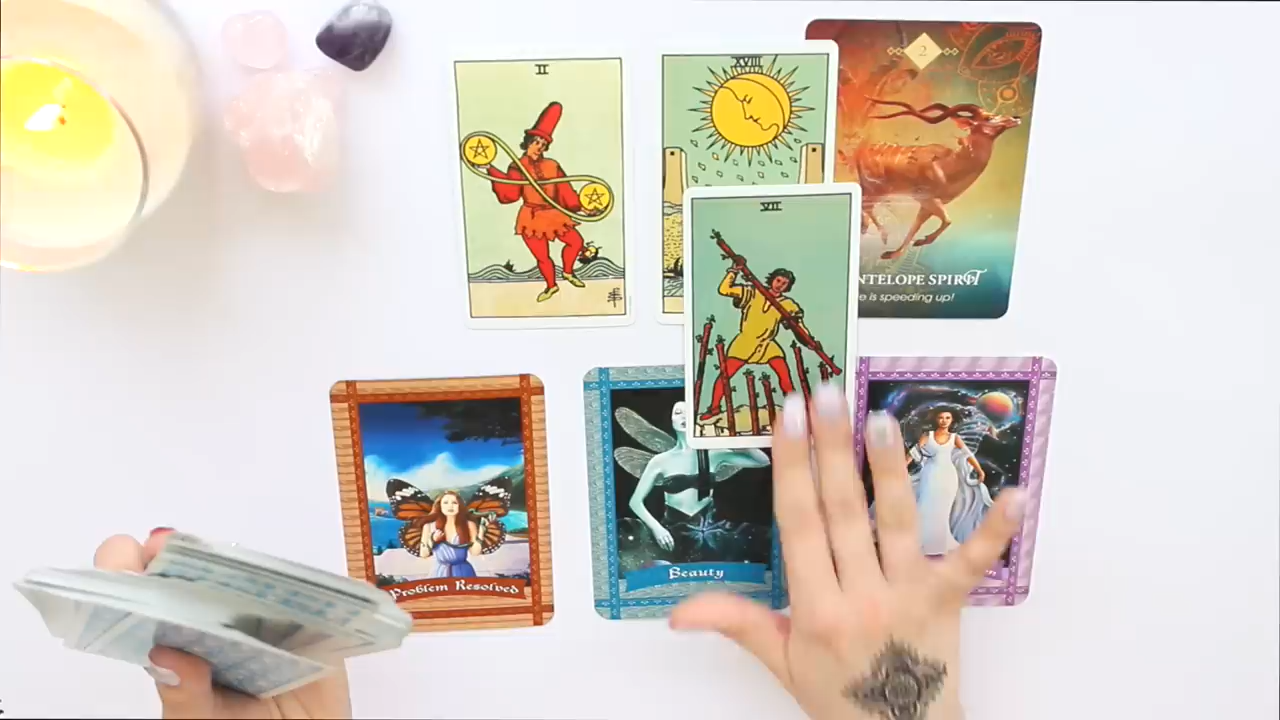 II
XVIII
2
NTELOPE SPIRIT
e is speeding up!
VII
Problem Resolved
Beauty